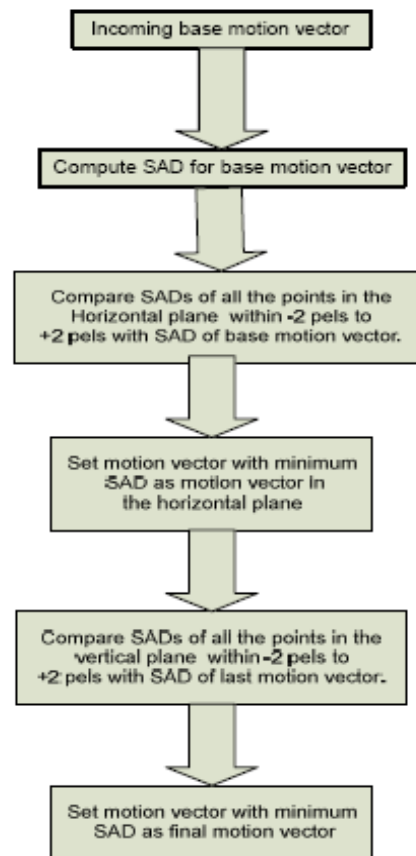 Incoming base motion vector
Compute SAD for base motion vector
Compare SADs of all the points in the
Horizontal plane within -2 pels to
+2 pels with SAD of base motion vector.
Set motion vector with minimum
SAD as motion vector In
the horizontal plane
Compare SADs of all the points in the
vertical plane within -2 pels to
+2 pels with SAD of last motion vector.
Set motion vector with minimum
SAD as final motion vector